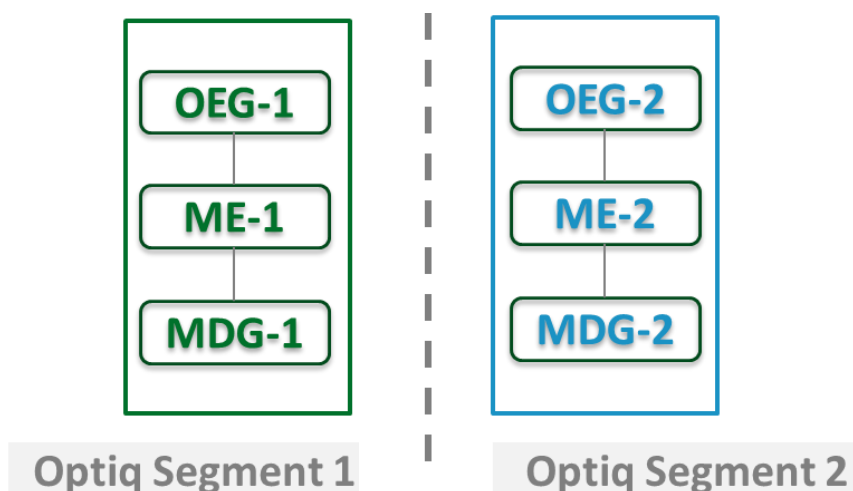 OEG-1
ME-1
MDG-1
Optiq Segment 1
OEG-2
ME-2
MDG-2
Optiq Segment 2